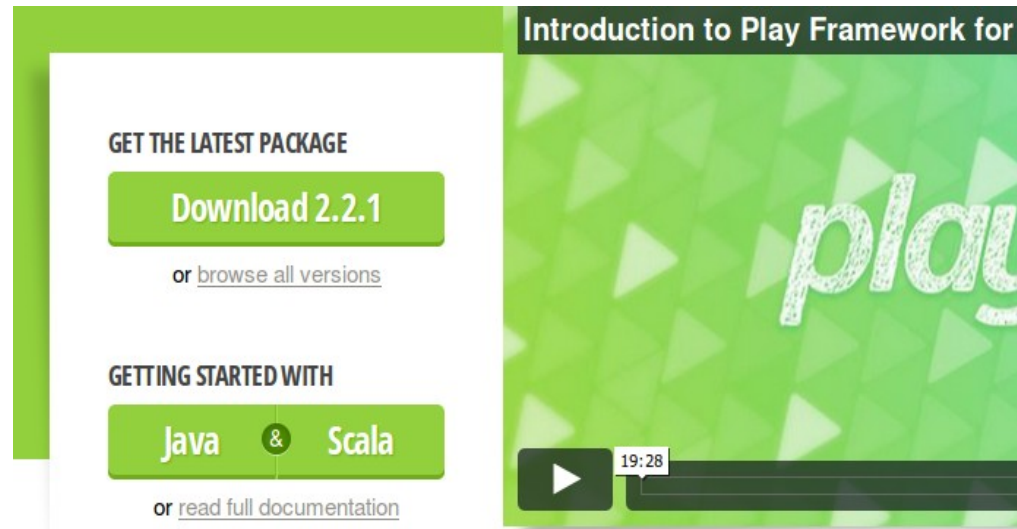 Introduction to Play Framework for
GET THE LATEST PACKAGE
Download 2.2.1
or browse all versions
GETTING STARTED WITH
Java & Scala
or read full documentation
play
19:28